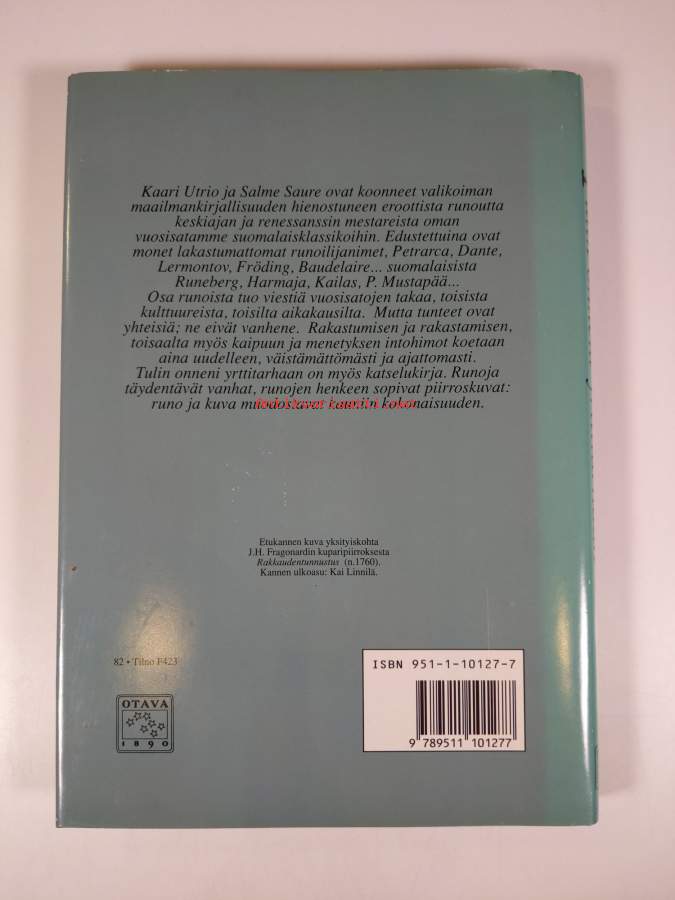 Kaari Utrio ja Salme Saure ovat koonneet valikoiman
maailmankirjallisuuden hienostuneen eroottista runoutta
keskiajan ja renessanssin mestareista oman
vuosisatamme suomalaisklassikoihin. Edustettuina ovat
monet lakastumattomat runoilijanimet, Petrarca, Dante,
Lermontov, Fröding, Baudelaire... suomalaisista
Runeberg, Harmaja, Kailas, P. Mustapää...
Osa runoista tuo viestiä vuosisatojen takaa, toisista
kulttuureista, toisilta aikakausilta. Mutta tunteet ovat
yhteisiä; ne eivät vanhene. Rakastumisen ja rakastamisen,
toisaalta myös kaipuun ja menetyksen intohimot koetaan
aina uudelleen, väistämättömästi ja ajattomasti.
Tulin onneni yrttitarhaan on myös katselukirja. Runoja
täydentävät vanhat, runojen henkeen sopivat piirroskuvat:
runo ja kuva muodostavat kauniin kokonaisuuden.
Etukannen kuva yksityiskohta
J.H. Fragonardin kuparipiirroksesta
Rakkaudentunnustus (n.1760).
Kannen ulkoasu: Kai Linnilä.
82 • Tilno F423
OTAVA
1890
ISBN 951-1-10127-7
9 789511 101277